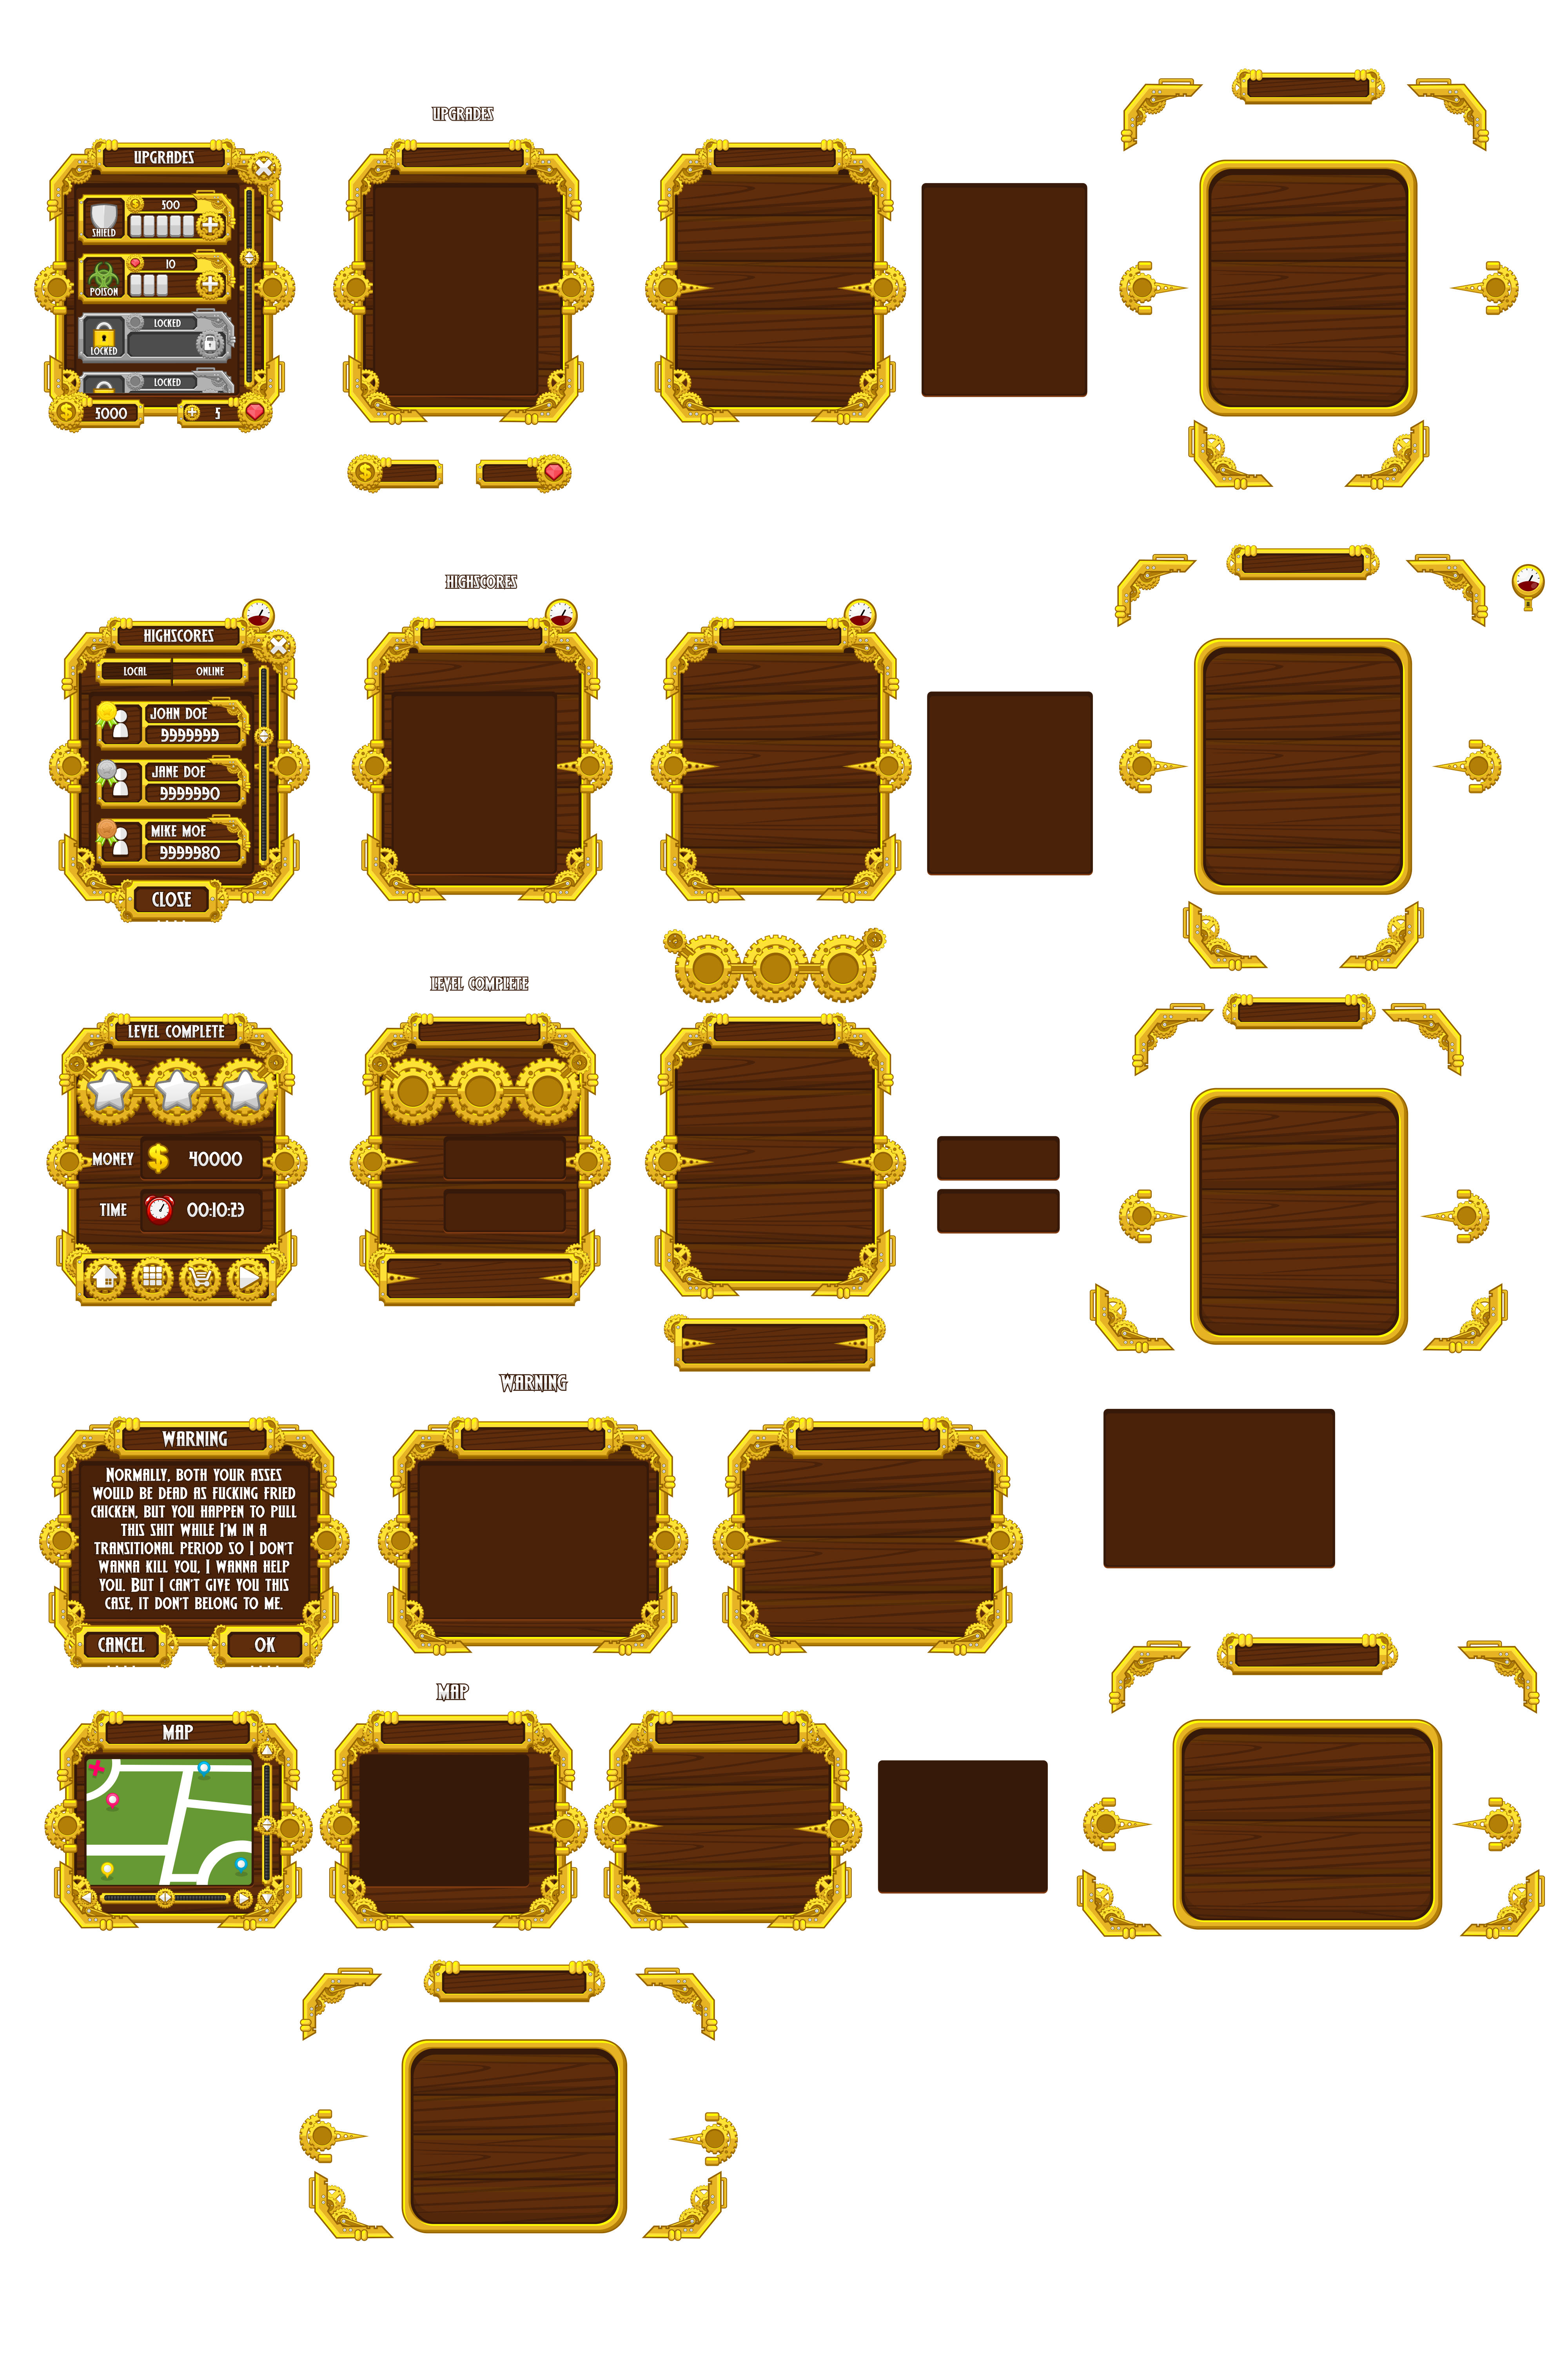 UPGRADES
UPGRADES
500
SHIELD
10
POISON
LOCKED
LOCKED
LOCKED
$ 5000
5
$
HIGHSCORES
HIGHSCORES
LOCAL ONLINE
JOHN DOE
9999999
JANE DOE
9999990
MIKE MOE
9999980
CLOSE
LEVEL COMPLETE
LEVEL COMPLETE
MONEY $ 40000
TIME 00:10:23
WARNING
WARNING
NORMALLY, BOTH YOUR ASSES
WOULD BE DEAD AS FUCKING FRIED
CHICKEN, BUT YOU HAPPEN TO PULL
THIS SHIT WHILE I'M IN A
TRANSITIONAL PERIOD SO I DON'T
WANNA KILL YOU, I WANNA HELP
YOU. BUT I CAN'T GIVE YOU THIS
CASE, IT DON'T BELONG TO ME.
CANCEL OK
MAP
MAP